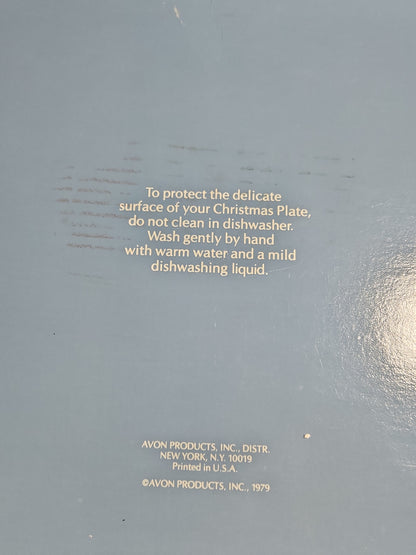 To protect the delicate
surface of your Christmas Plate,
do not clean in dishwasher.
Wash gently by hand
with warm water and a mild
dishwashing liquid.
AVON PRODUCTS, INC., DISTR.
NEW YORK, N.Y. 10019
Printed in U.S.A.
©AVON PRODUCTS, INC., 1979